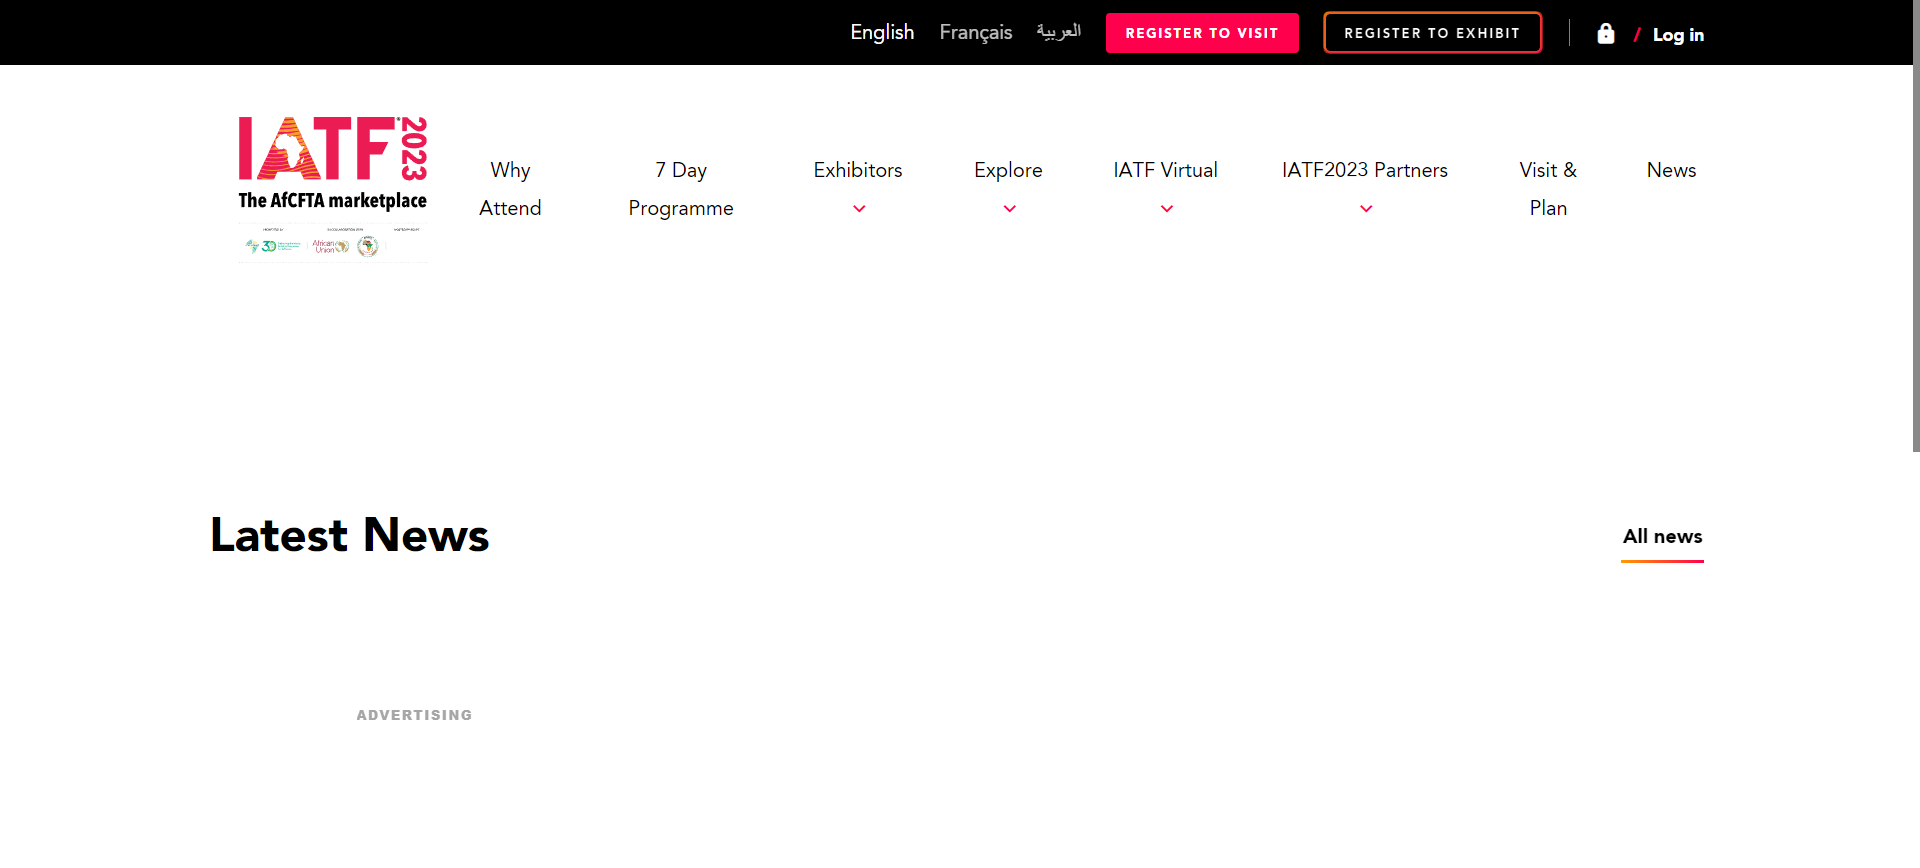 English Français العربية REGISTER TO VISIT REGISTER TO EXHIBIT / Log in
IATF 2023
The AfCFTA marketplace
African Union
Why Attend
7 Day Programme
Exhibitors
Explore
IATF Virtual
IATF2023 Partners
Visit & Plan
News
Latest News
All news
ADVERTISING